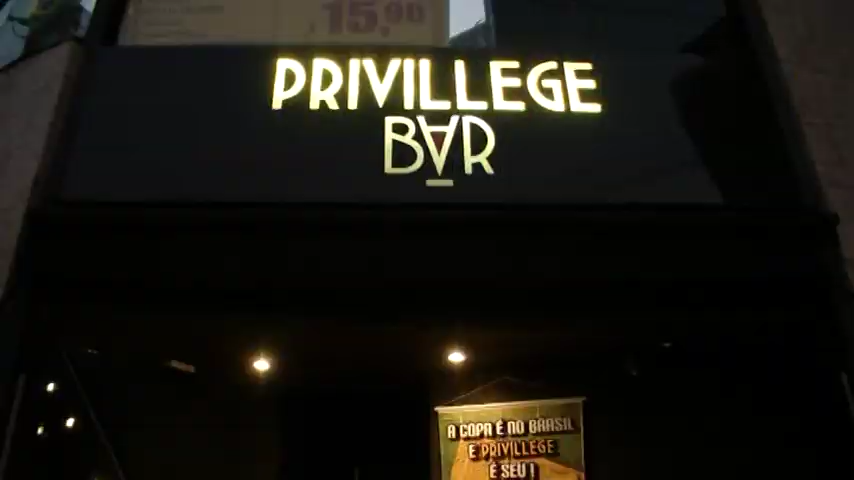 15,90
PRIVILLEGE
BAR
A COPA É NO BRASIL
E PRIVILLEGE
É SEU!